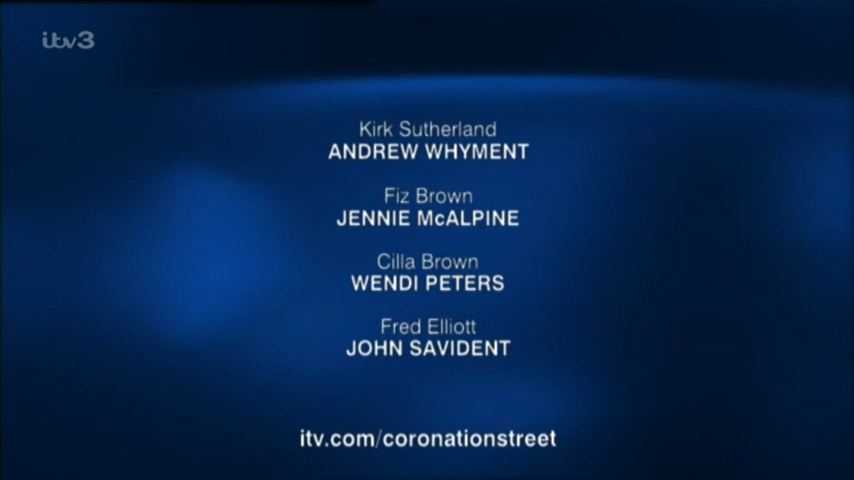 itv3
Kirk Sutherland
ANDREW WHYMENT
Fiz Brown
JENNIE McALPINE
Cilla Brown
WENDI PETERS
Fred Elliott
JOHN SAVIDENT
itv.com/coronationstreet